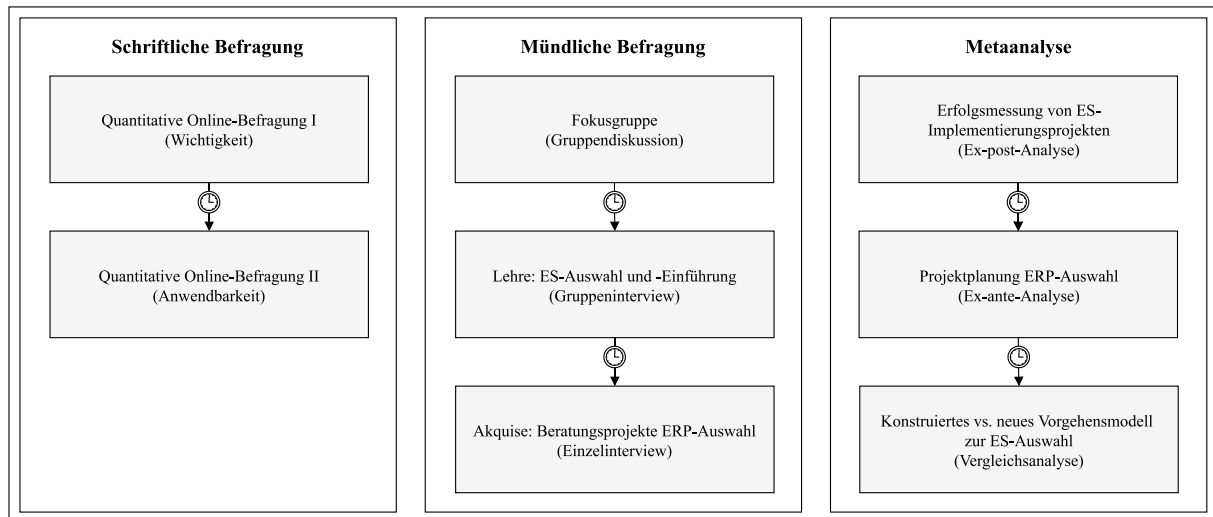 Schriftliche Befragung
Quantitative Online-Befragung I
(Wichtigkeit)
Quantitative Online-Befragung II
(Anwendbarkeit)
Mündliche Befragung
Fokusgruppe
(Gruppendiskussion)
Lehre: ES-Auswahl und -Einführung
(Gruppeninterview)
Akquise: Beratungsprojekte ERP-Auswahl
(Einzelinterview)
Metaanalyse
Erfolgsmessung von ES-
Implementierungsprojekten
(Ex-post-Analyse)
Projektplanung ERP-Auswahl
(Ex-ante-Analyse)
Konstruiertes vs. neues Vorgehensmodell
zur ES-Auswahl
(Vergleichsanalyse)